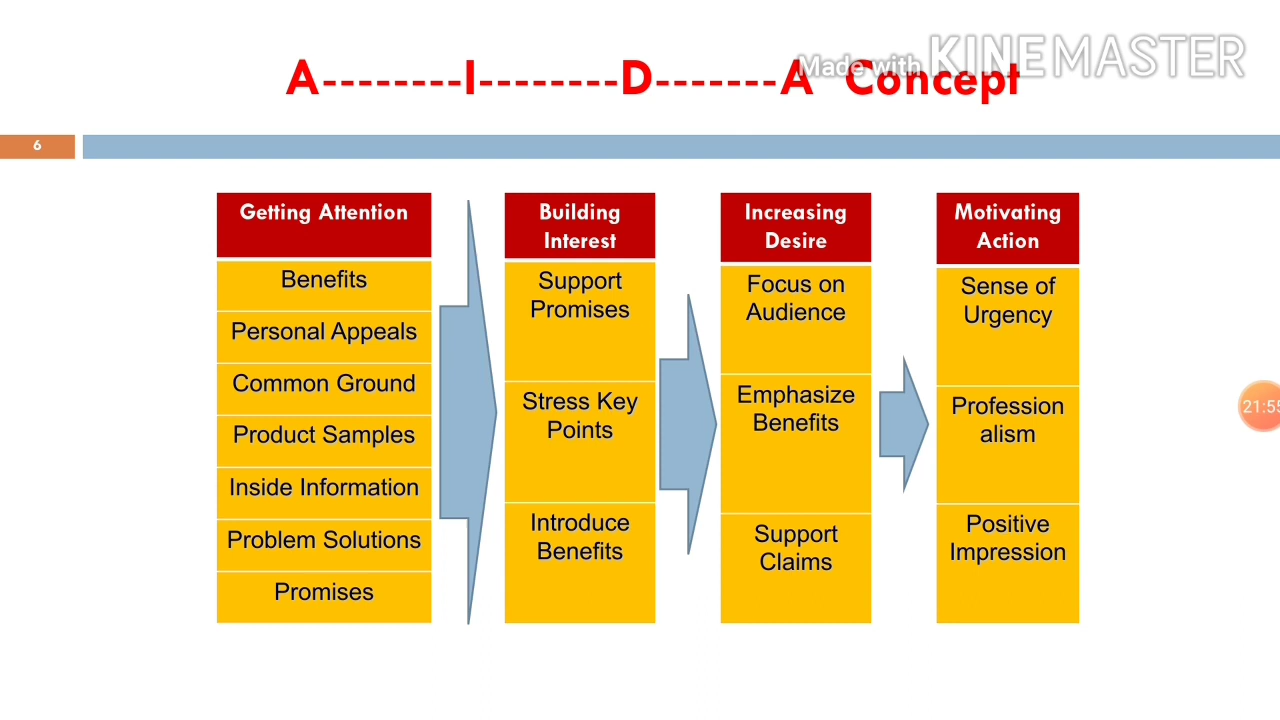 Made with KINEMASTER
A--------I--------D-------A Concept
6
Getting Attention
Benefits
Personal Appeals
Common Ground
Product Samples
Inside Information
Problem Solutions
Promises
Building
Interest
Support
Promises
Stress Key
Points
Introduce
Benefits
Increasing
Desire
Focus on
Audience
Emphasize
Benefits
Support
Claims
Motivating
Action
Sense of
Urgency
Profession
alism
Positive
Impression
21:55